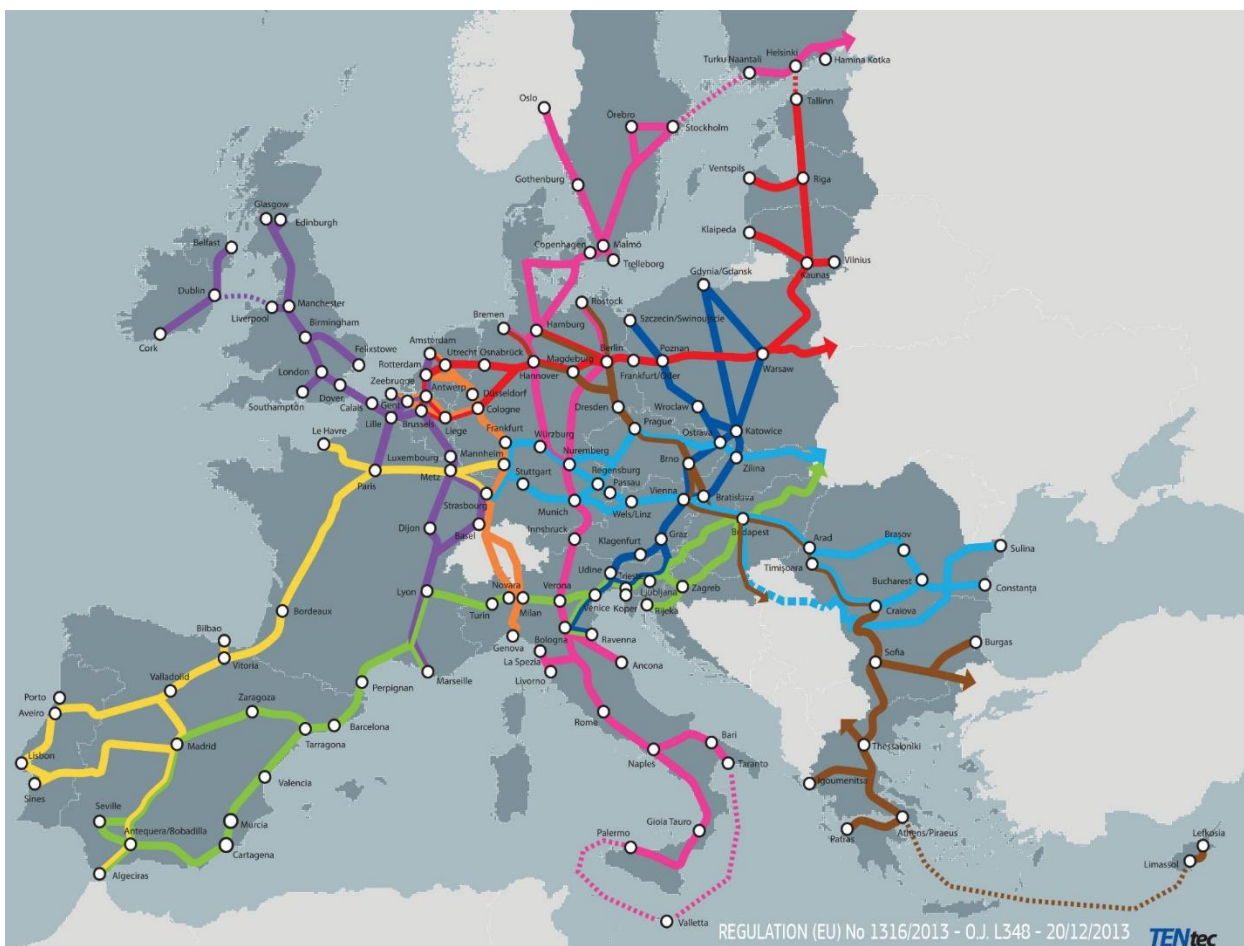 Helsinki
Turku Naantali
Hamina Kotka
Oslo
Örebro
Tallinn
Stockholm
Ventspils
Riga
Gothenburg
Glasgow
Edinburgh
Klaipeda
Belfast
Copenhagen
Malmö
Trelleborg
Kaunas
Vilnius
Gdynia/Gdansk
Dublin
Manchester
Rostock
Liverpool
Szczecin/Swinoujscie
Birmingham
Bremen
Hamburg
Cork
Amsterdam
Felixstowe
Utrecht
Osnabrück
Magdeburg
Berlin
Poznan
Rotterdam
Warsaw
London
Zeebrugge
Hannover
Frankfurt/Oder
Dover
Antwerp
Düsseldorf
Southampton
Calais
Gent
Cologne
Dresden
Wroclaw
Lille
Brussels
Liege
Prague
Katowice
Le Havre
Frankfurt
Würzburg
Ostrava
Luxembourg
Mannheim
Nuremberg
Brno
Zilina
Paris
Metz
Stuttgart
Regensburg
Passau
Strasbourg
Vienna
Bratislava
Munich
Wels/Linz
Dijon
Basel
Innsbruck
Budapest
Klagenfurt
Graz
Arad
Braşov
Sulina
Udine
Timişoara
Trieste
Lyon
Novara
Verona
Ljubljana
Zagreb
Bucharest
Constanţa
Turin
Milan
Venice
Koper
Rijeka
Craiova
Bordeaux
Bilbao
Genova
Bologna
Ravenna
Vitoria
La Spezia
Ancona
Sofia
Burgas
Livorno
Marseille
Valladolid
Perpignan
Porto
Zaragoza
Aveiro
Rome
Barcelona
Tarragona
Bari
Madrid
Thessaloniki
Lisbon
Naples
Taranto
Valencia
Igoumenitsa
Sines
Seville
Murcia
Gioia Tauro
Antequera/Bobadilla
Palermo
Athens/Piraeus
Patras
Cartagena
Lefkosia
Limassol
Algeciras
Valletta
REGULATION (EU) No 1316/2013 - O.J. L348 - 20/12/2013
TENtec